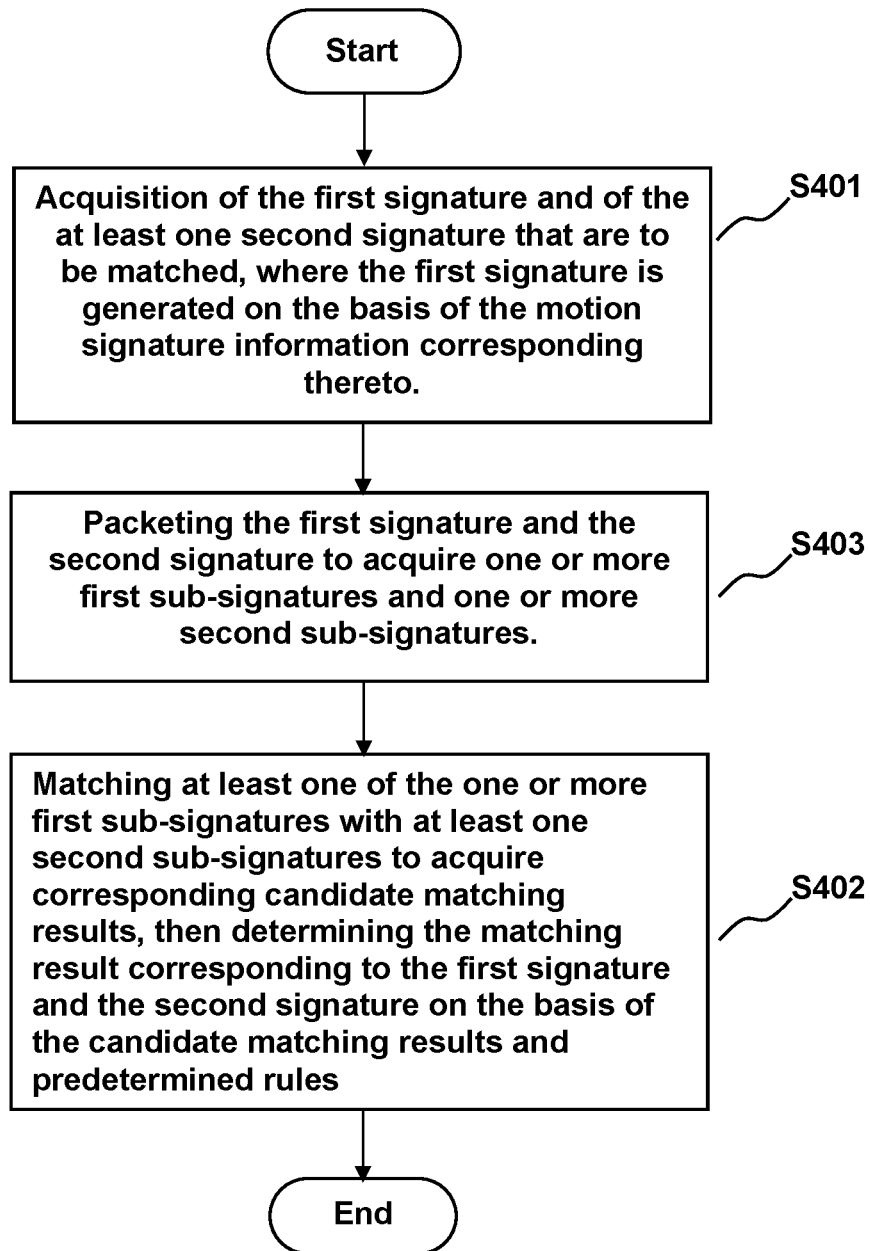 Start
Acquisition of the first signature and of the
at least one second signature that are to
be matched, where the first signature is
generated on the basis of the motion
signature information corresponding
thereto.
S401
Packeting the first signature and the
second signature to acquire one or more
first sub-signatures and one or more
second sub-signatures.
S403
Matching at least one of the one or more
first sub-signatures with at least one
second sub-signatures to acquire
corresponding candidate matching
results, then determining the matching
result corresponding to the first signature
and the second signature on the basis of
the candidate matching results and
predetermined rules
S402
End